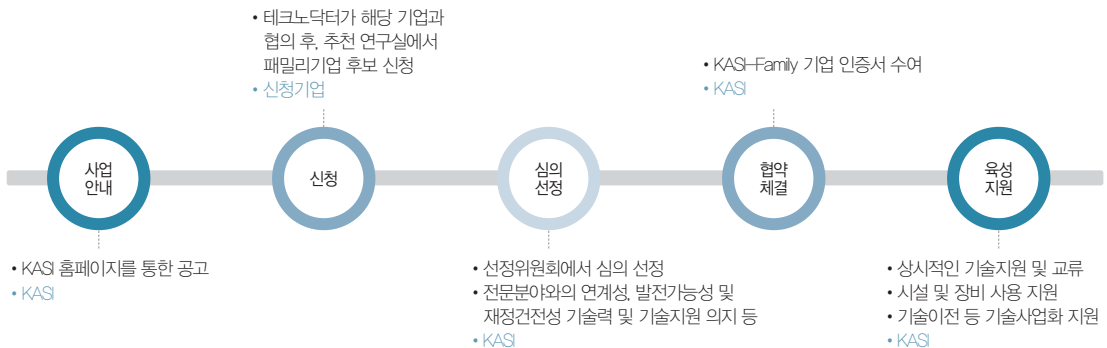 • 테크노닥터가 해당 기업과
협의 후, 추천 연구실에서
패밀리기업 후보 신청
• 신청기업
• KASI-Family 기업 인증서 수여
• KASI
사업
안내
신청
심의
선정
협약
체결
육성
지원
• KASI 홈페이지를 통한 공고
• KASI
• 선정위원회에서 심의 선정
• 전문분야와의 연계성, 발전가능성 및
재정건전성 기술력 및 기술지원 의지 등
• KASI
• 상시적인 기술지원 및 교류
• 시설 및 장비 사용 지원
• 기술이전 등 기술사업화 지원
• KASI